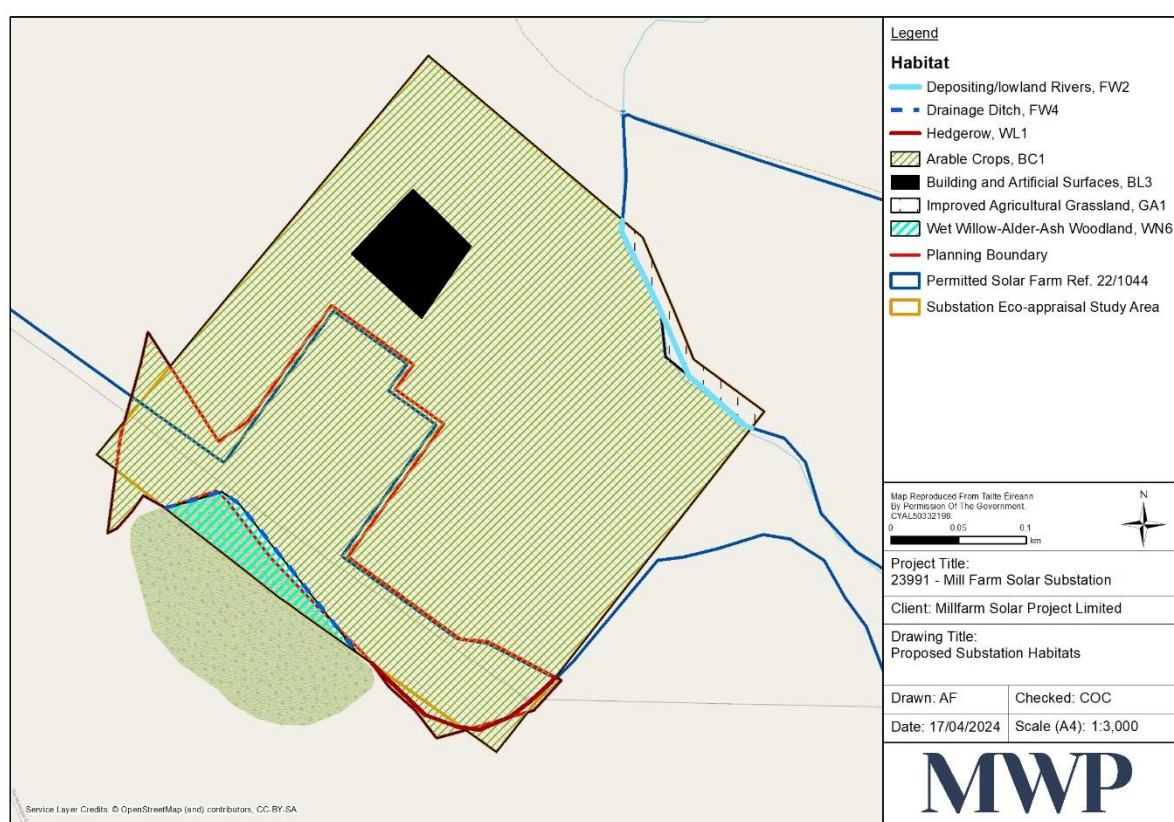 Legend
Habitat
Depositing/lowland Rivers, FW2
Drainage Ditch, FW4
Hedgerow, WL1
Arable Crops, BC1
Building and Artificial Surfaces, BL3
Improved Agricultural Grassland, GA1
Wet Willow-Alder-Ash Woodland, WN6
Planning Boundary
Permitted Solar Farm Ref. 22/1044
Substation Eco-appraisal Study Area
Map Reproduced From Tailte Éireann
By Permission Of The Government.
CYAL50332198
N
0 0.05 0.1
km
Project Title:
23991 - Mill Farm Solar Substation
Client: Millfarm Solar Project Limited
Drawing Title:
Proposed Substation Habitats
Drawn: AF
Checked: COC
Date: 17/04/2024
Scale (A4): 1:3,000
MWP
Service Layer Credits: © OpenStreetMap (and) contributors, CC-BY-SA